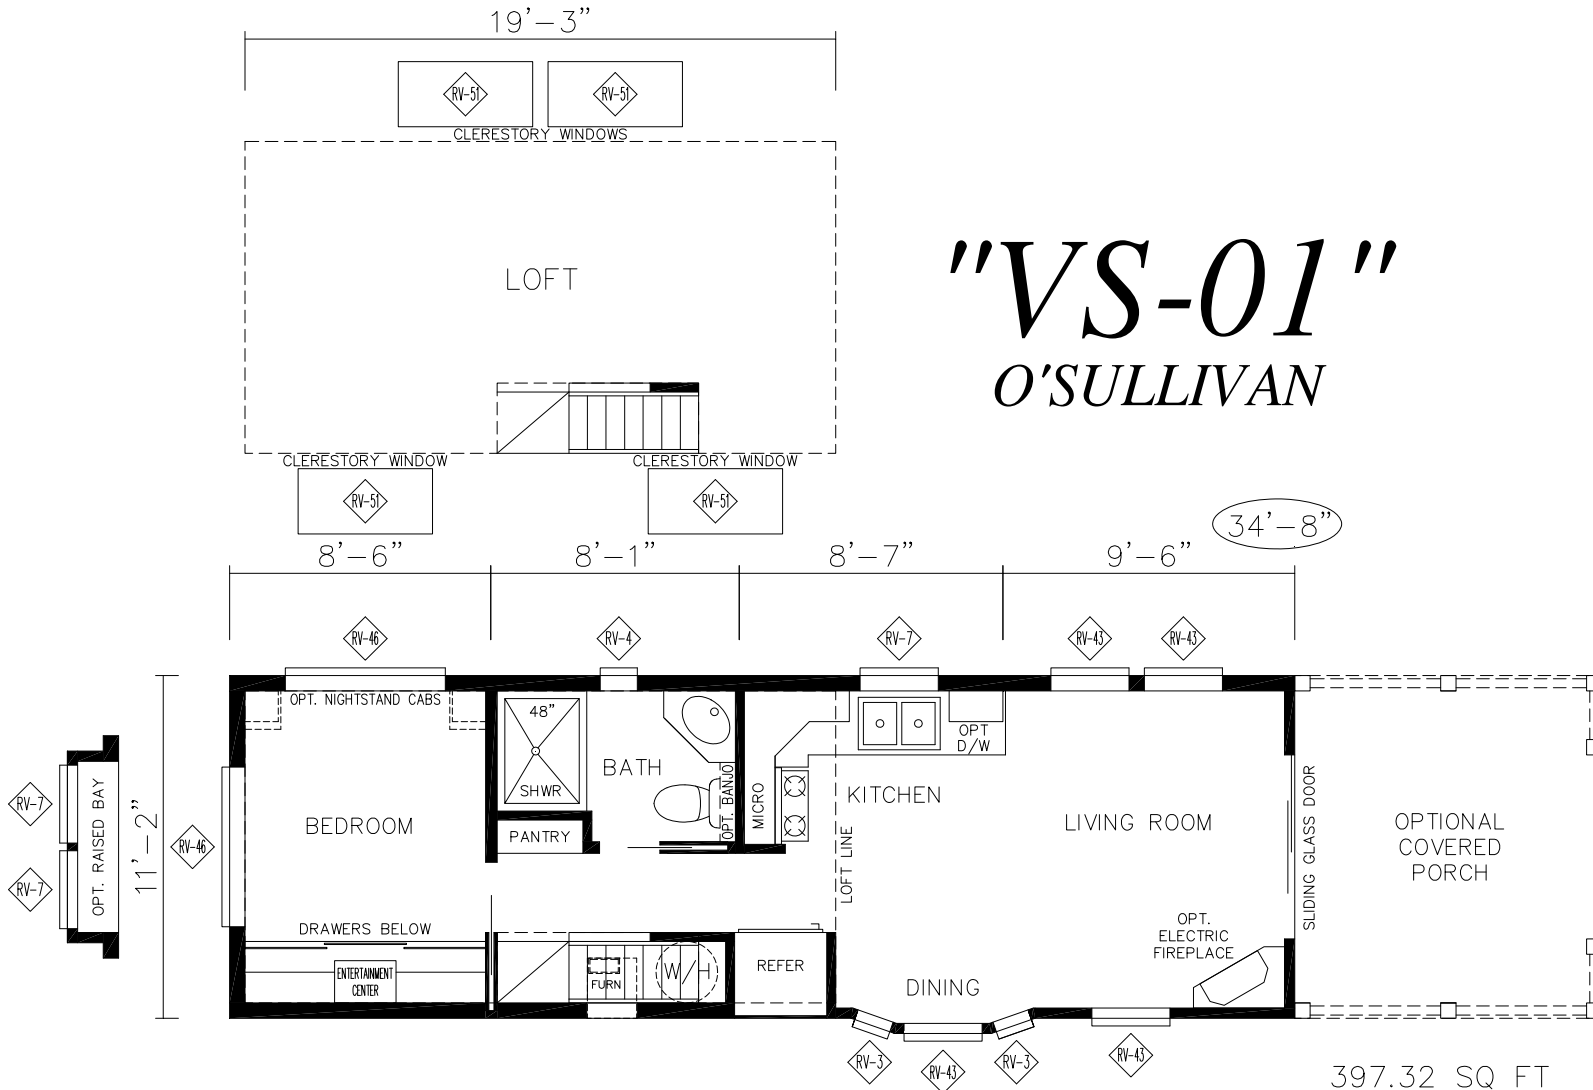 19'-3"
RV-51 RV-51
CLERESTORY WINDOWS
LOFT
"VS-01"
O'SULLIVAN
CLERESTORY WINDOW CLERESTORY WINDOW
RV-51 RV-51
34'-8"
8'-6" 8'-1" 8'-7" 9'-6"
RV-46 RV-4 RV-7 RV-43 RV-43
OPT. NIGHTSTAND CABS
48"
SHWR
BATH
OPT. BANJO
MICRO
OPT
D/W
KITCHEN
LIVING ROOM
SLIDING GLASS DOOR
OPTIONAL
COVERED
PORCH
RV-7
RV-7
OPT. RAISED BAY
11'-2"
RV-46
BEDROOM
PANTRY
LOFT LINE
DRAWERS BELOW
ENTERTAINMENT
CENTER
FURN
W/H
REFER
DINING
OPT.
ELECTRIC
FIREPLACE
RV-3 RV-43 RV-3 RV-43
397.32 SQ FT